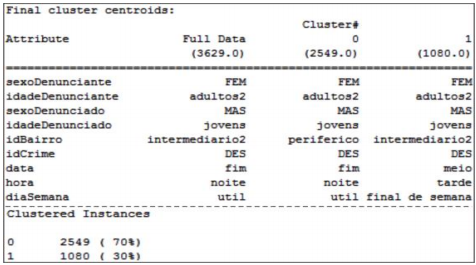 Final cluster centroids:
Cluster#
Attribute Full Data 0 1
(3629.0) (2549.0) (1080.0)
==========================================================
sexoDenunciante FEM FEM FEM
idadeDenunciante adultos2 adultos2 adultos2
sexoDenunciado MAS MAS MAS
idadeDenunciado jovens jovens jovens
idBairro intermediario2 periferico intermediario2
idCrime DES DES DES
data fim fim meio
hora noite noite tarde
diaSemana util util final de semana
Clustered Instances
0 2549 ( 70%)
1 1080 ( 30%)